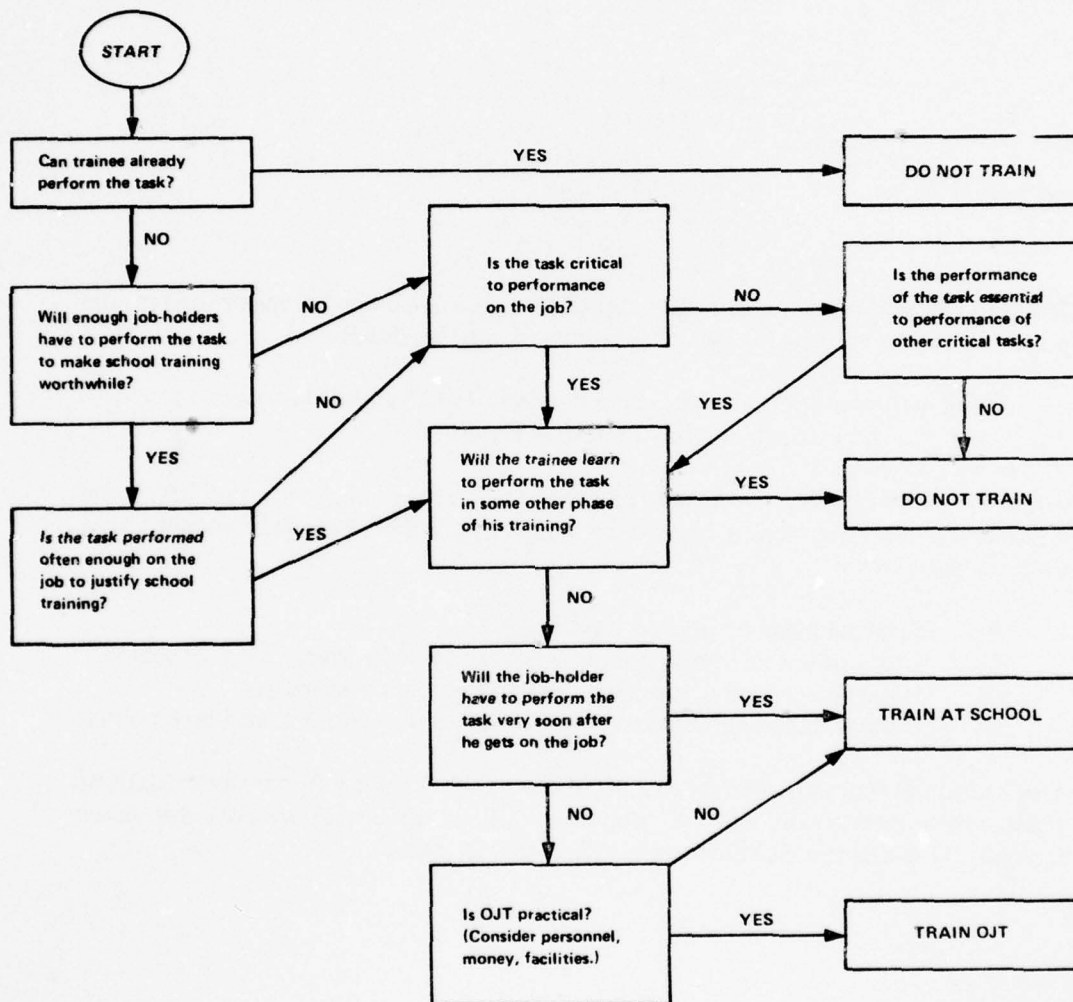 START
Can trainee already
perform the task?
YES
DO NOT TRAIN
NO
Will enough job-holders
have to perform the task
to make school training
worthwhile?
NO
Is the task critical
to performance
on the job?
NO
Is the performance
of the task essential
to performance of
other critical tasks?
YES
NO
YES
YES
NO
Is the task performed
often enough on the
job to justify school
training?
YES
Will the trainee learn
to perform the task
in some other phase
of his training?
YES
DO NOT TRAIN
NO
Will the job-holder
have to perform the
task very soon after
he gets on the job?
YES
TRAIN AT SCHOOL
NO
NO
Is OJT practical?
(Consider personnel,
money, facilities.)
YES
TRAIN OJT